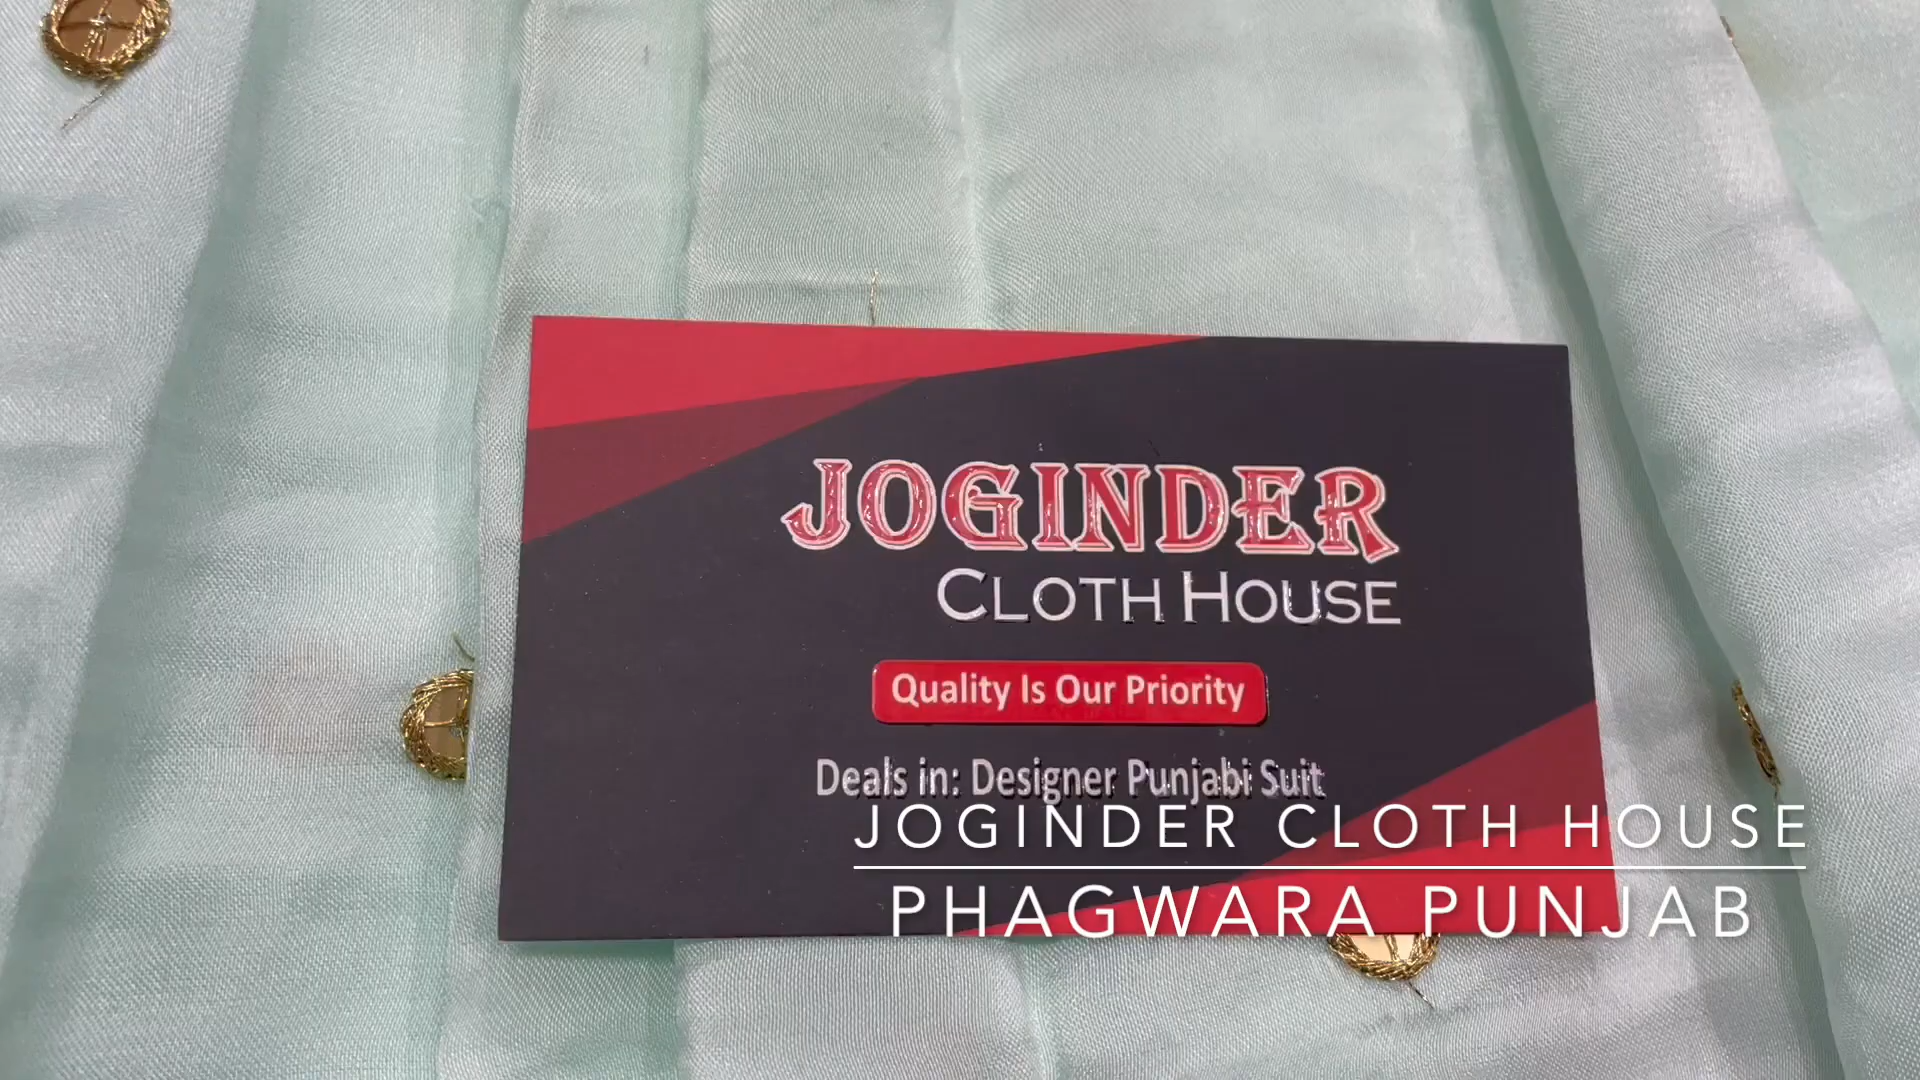 JOGINDER
CLOTH HOUSE
Quality Is Our Priority
Deals in: Designer Punjabi Suit
JOGINDER CLOTH HOUSE
PHAGWARA PUNJAB